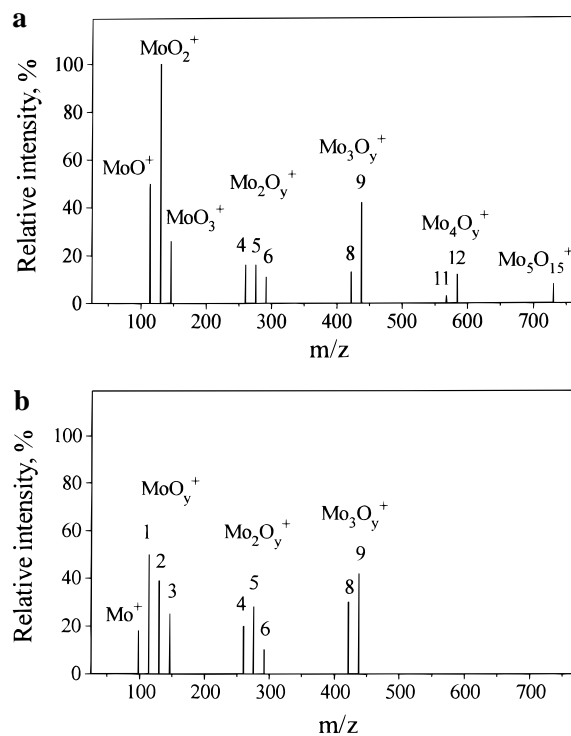 a
MoO2+
100
80
60
40
20
0
Relative intensity, %
MoO+
MoO3+
Mo2Oy+
4 5 6
Mo3Oy+
9
8
Mo4Oy+
12
11
Mo5O15+
100 200 300 400 500 600 700
m/z
b
100
80
60
40
20
0
Relative intensity, %
MoOy+
1
2
3
Mo+
Mo2Oy+
5
4
6
Mo3Oy+
9
8
100 200 300 400 500 600 700
m/z